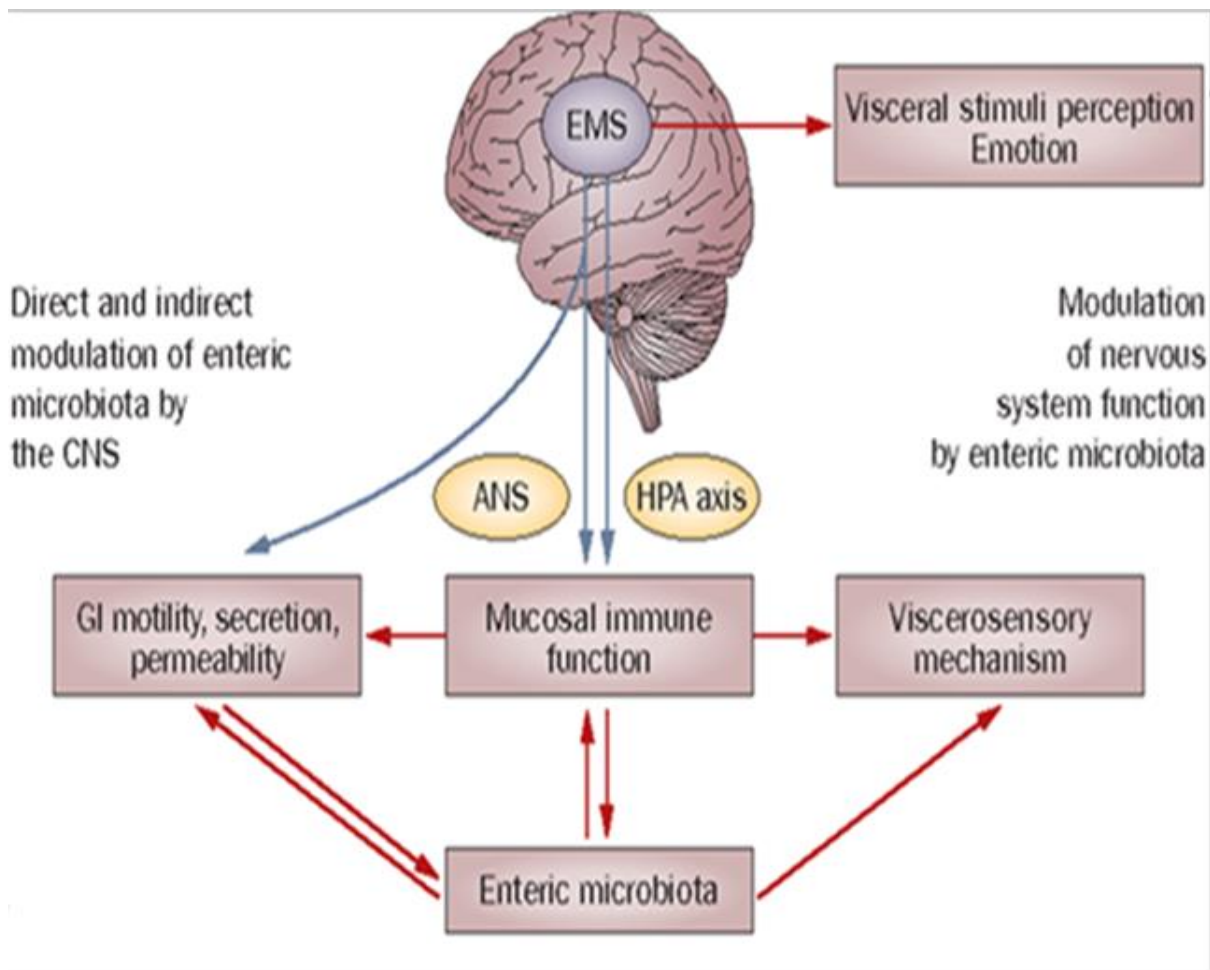 EMS
Visceral stimuli perception
Emotion
Direct and indirect
modulation of enteric
microbiota by
the CNS
Modulation
of nervous
system function
by enteric microbiota
ANS
HPA axis
GI motility, secretion,
permeability
Mucosal immune
function
Viscerosensory
mechanism
Enteric microbiota